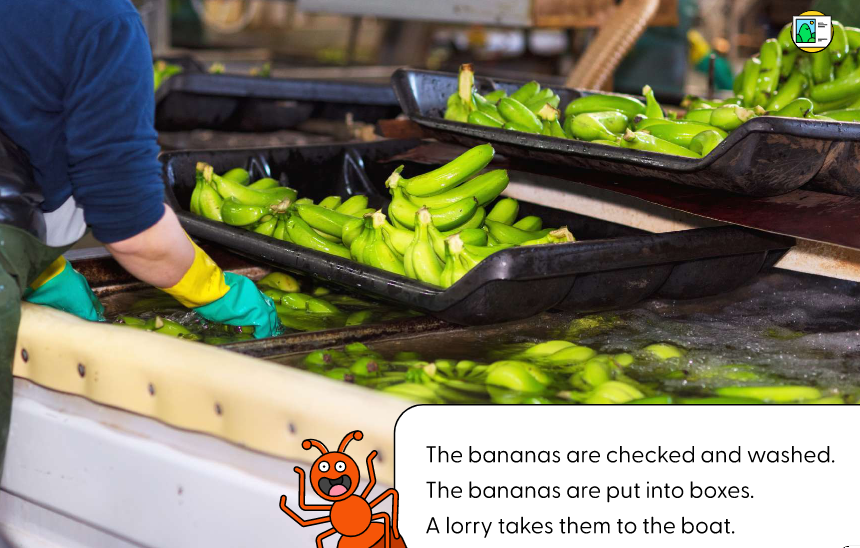 The bananas are checked and washed.
The bananas are put into boxes.
A lorry takes them to the boat.